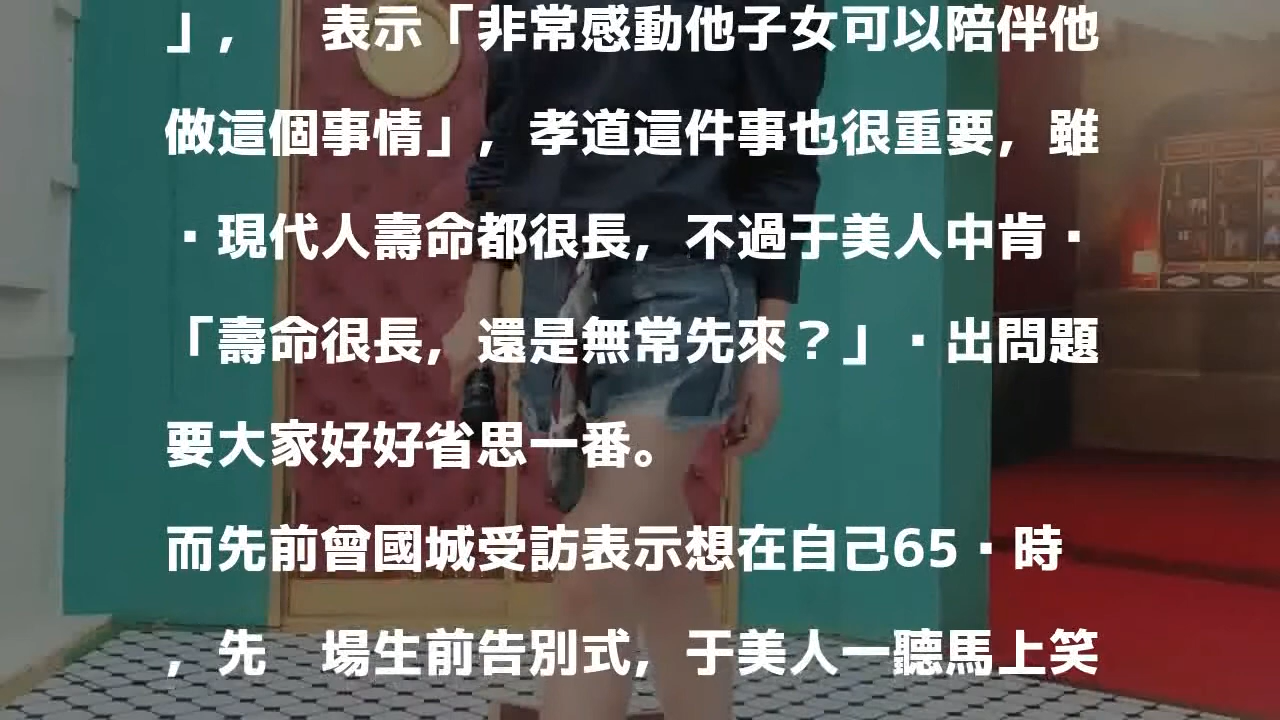 」， 表示「非常感動他子女可以陪伴他
做這個事情」，孝道這件事也很重要，雖
▪現代人壽命都很長，不過于美人中肯▪
「壽命很長，還是無常先來？」▪出問題
要大家好好省思一番。
而先前曾國城受訪表示想在自己65▪時
，先 場生前告別式，于美人一聽馬上笑